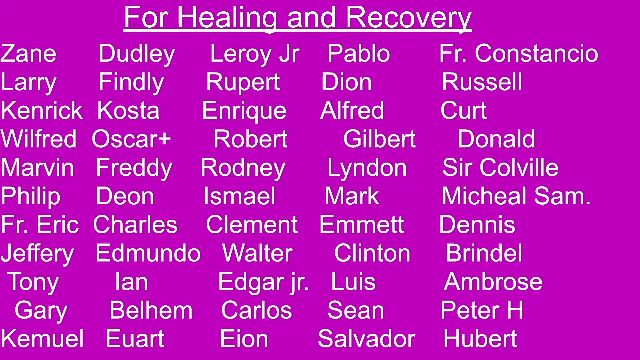 For Healing and Recovery
Zane Dudley Leroy Jr Pablo Fr. Constancio
Larry Findly Rupert Dion Russell
Kenrick Kosta Enrique Alfred Curt
Wilfred Oscar+ Robert Gilbert Donald
Marvin Freddy Rodney Lyndon Sir Colville
Philip Deon Ismael Mark Micheal Sam.
Fr. Eric Charles Clement Emmett Dennis
Jeffery Edmundo Walter Clinton Brindel
Tony Ian Edgar jr. Luis Ambrose
Gary Belhem Carlos Sean Peter H
Kemuel Euart Eion Salvador Hubert